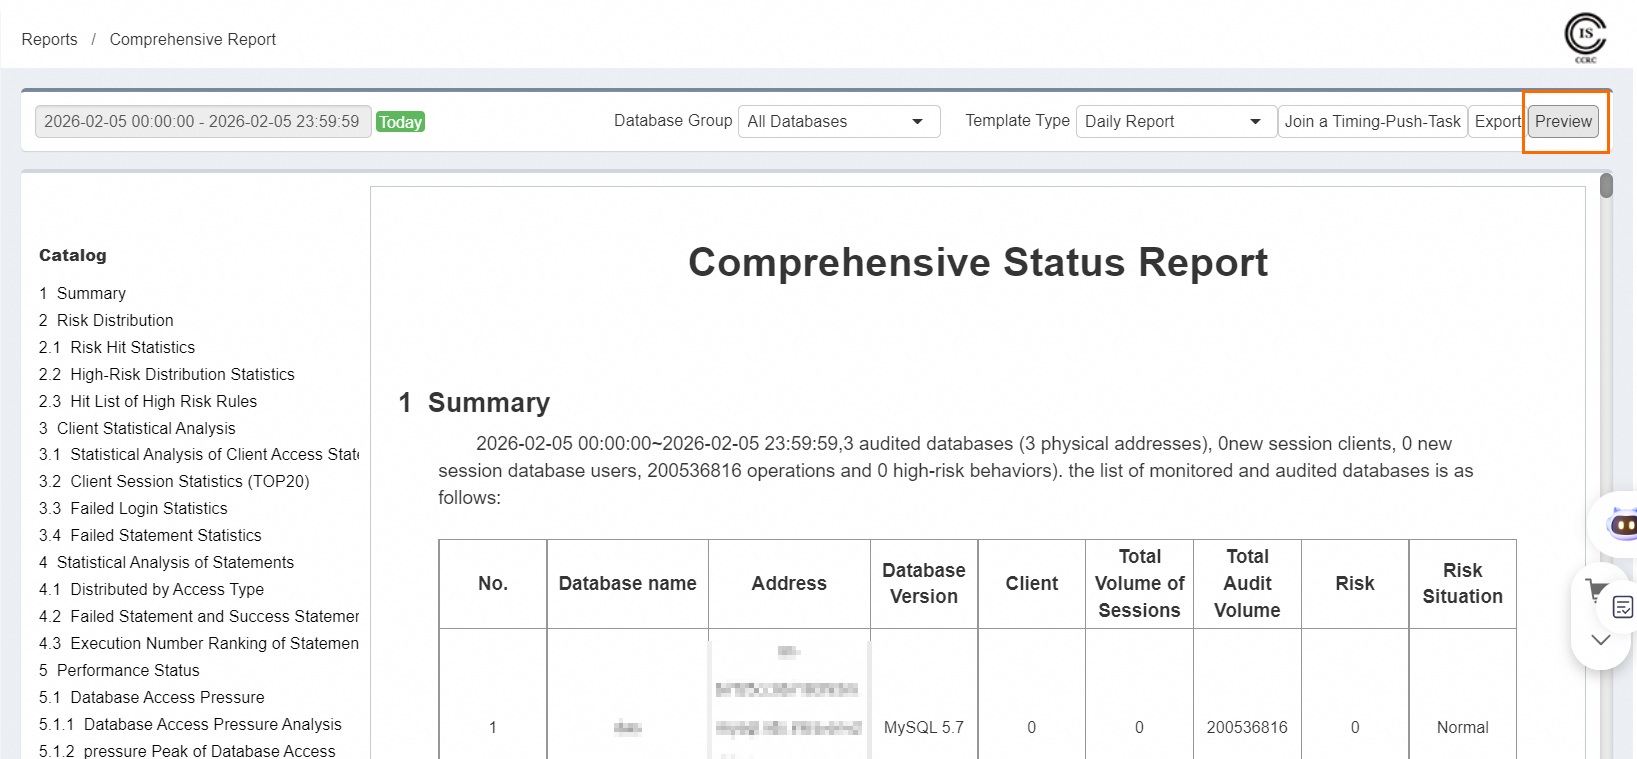 Reports / Comprehensive Report
IS
CCRC
2026-02-05 00:00:00 - 2026-02-05 23:59:59
Today
Database Group
All Databases
Template Type
Daily Report
Join a Timing-Push-Task
Export
Preview
Catalog
1 Summary
2 Risk Distribution
2.1 Risk Hit Statistics
2.2 High-Risk Distribution Statistics
2.3 Hit List of High Risk Rules
3 Client Statistical Analysis
3.1 Statistical Analysis of Client Access State
3.2 Client Session Statistics (TOP20)
3.3 Failed Login Statistics
3.4 Failed Statement Statistics
4 Statistical Analysis of Statements
4.1 Distributed by Access Type
4.2 Failed Statement and Success Statemer
4.3 Execution Number Ranking of Statemen
5 Performance Status
5.1 Database Access Pressure
5.1.1 Database Access Pressure Analysis
5.1.2 pressure Peak of Database Access
Comprehensive Status Report
1 Summary
2026-02-05 00:00:00~2026-02-05 23:59:59,3 audited databases (3 physical addresses), 0new session clients, 0 new
session database users, 200536816 operations and 0 high-risk behaviors). the list of monitored and audited databases is as
follows:
No.
Database name
Address
Database
Version
Client
Total
Volume of
Sessions
Total
Audit
Volume
Risk
Risk
Situation
1
MySQL 5.7
0
0
200536816
0
Normal